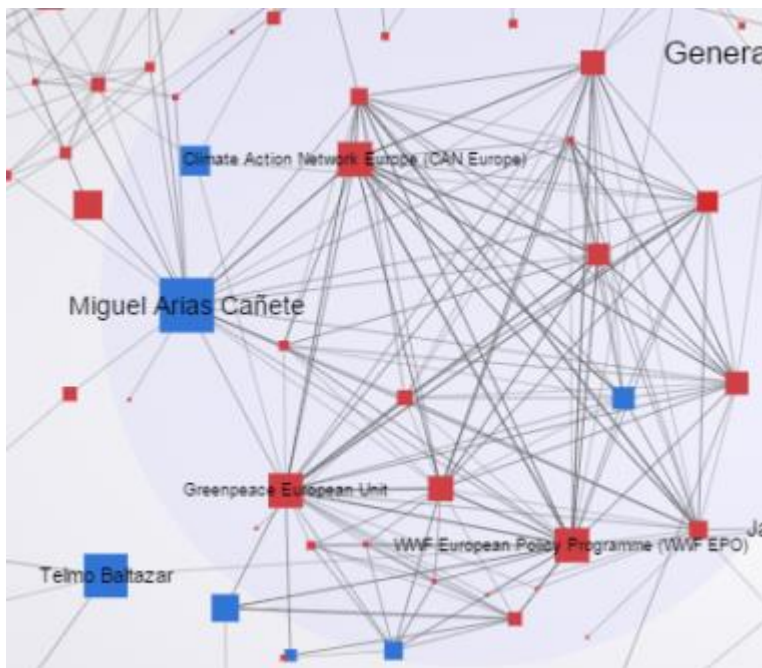 Genera
Climate Action Network Europe (CAN Europe)
Miguel Arias Cañete
Greenpeace European Unit
Ja
WWF European Policy Programme (WWF EPO)
Telmo Baltazar